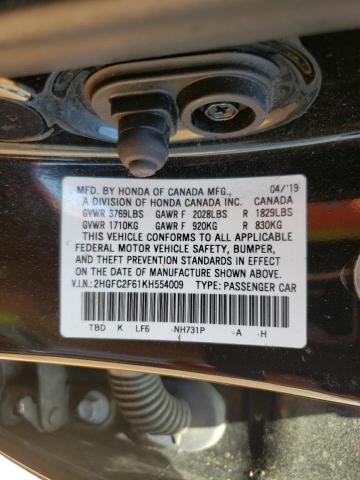 MFD. BY HONDA OF CANADA MFG., 04/'19
A DIVISION OF HONDA CANADA INC. CANADA
GVWR 3769LBS GAWR F 2028LBS R 1829LBS
GVWR 1710KG GAWR F 920KG R 830KG
THIS VEHICLE CONFORMS TO ALL APPLICABLE
FEDERAL MOTOR VEHICLE SAFETY, BUMPER,
AND THEFT PREVENTION STANDARDS IN EFFECT
ON THE DATE OF MANUFACTURE SHOWN ABOVE.
V.I.N.: 2HGFC2F61KH554009 TYPE: PASSENGER CAR
TBD K LF6 NH731P -A -H